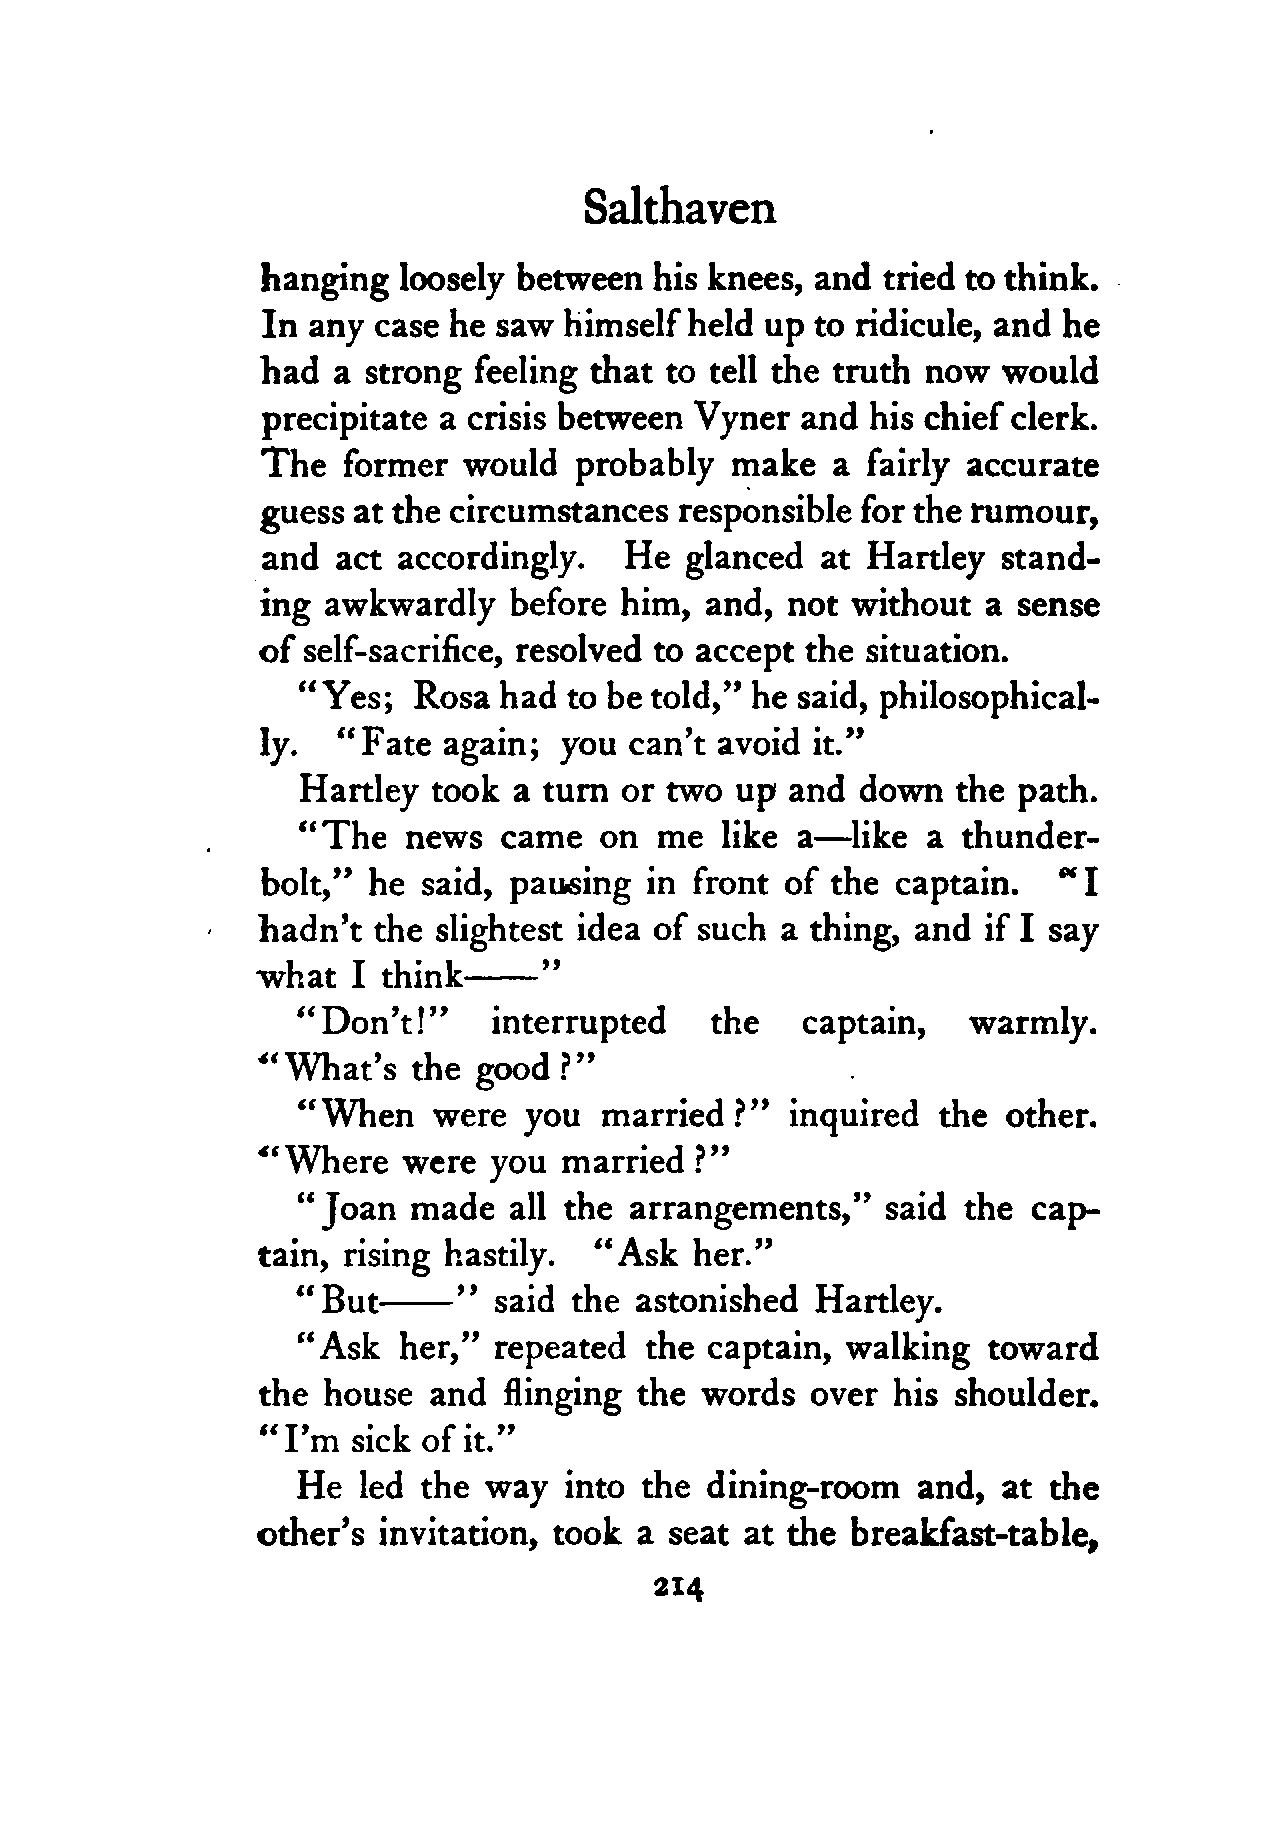 Salthaven
hanging loosely between his knees, and tried to think.
In any case he saw himself held up to ridicule, and he
had a strong feeling that to tell the truth now would
precipitate a crisis between Vyner and his chief clerk.
The former would probably make a fairly accurate
guess at the circumstances responsible for the rumour,
and act accordingly. He glanced at Hartley stand-
ing awkwardly before him, and, not without a sense
of self-sacrifice, resolved to accept the situation.
"Yes; Rosa had to be told," he said, philosophical-
ly. "Fate again; you can't avoid it."
Hartley took a turn or two up and down the path.
"The news came on me like a—like a thunder-
bolt," he said, pausing in front of the captain. "I
hadn't the slightest idea of such a thing, and if I say
what I think——"
"Don't!" interrupted the captain, warmly.
"What's the good?"
"When were you married?" inquired the other.
"Where were you married?"
"Joan made all the arrangements," said the cap-
tain, rising hastily. "Ask her."
"But——" said the astonished Hartley.
"Ask her," repeated the captain, walking toward
the house and flinging the words over his shoulder.
"I'm sick of it."
He led the way into the dining-room and, at the
other's invitation, took a seat at the breakfast-table,
214